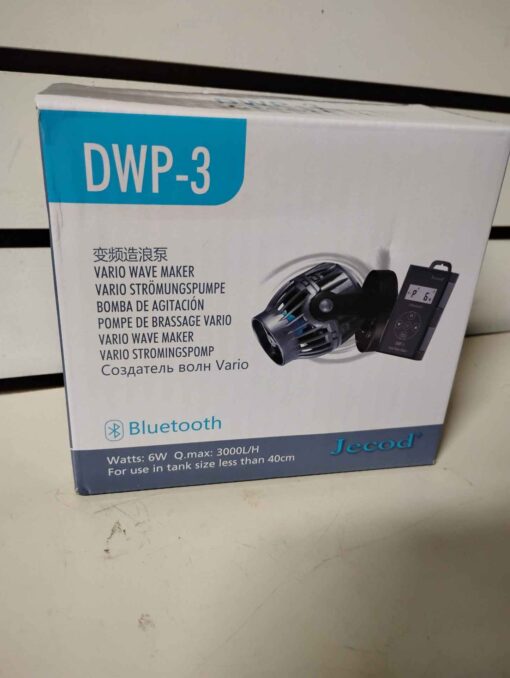 DWP-3
变频造浪泵
VARIO WAVE MAKER
VARIO STRÖMUNGSPUMPE
BOMBA DE AGITACIÓN
POMPE DE BRASSAGE VARIO
VARIO WAVE MAKER
VARIO STROMINGSPOMP
Создатель волн Vario
Bluetooth
Watts: 6W Q.max: 3000L/H
For use in tank size less than 40cm
Jecod®